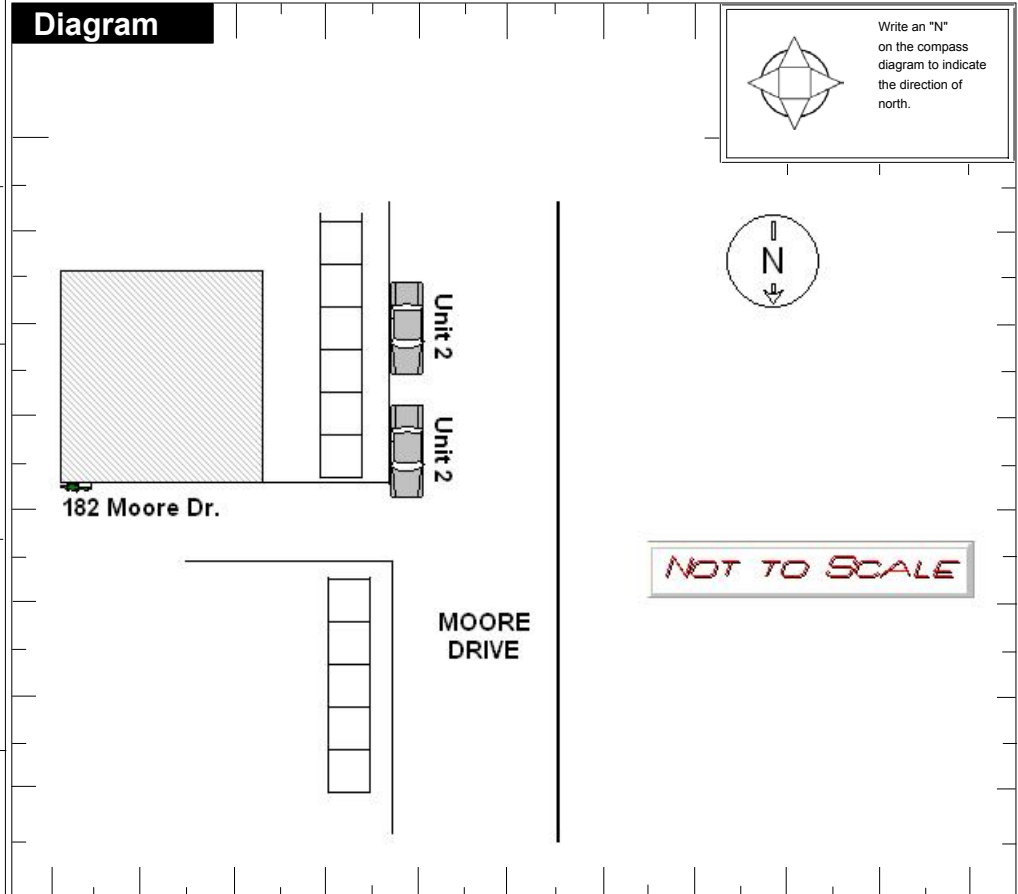 Diagram
Write an "N"
on the compass
diagram to indicate
the direction of
north.
N
Unit 2
Unit 2
182 Moore Dr.
NOT TO SCALE
MOORE
DRIVE